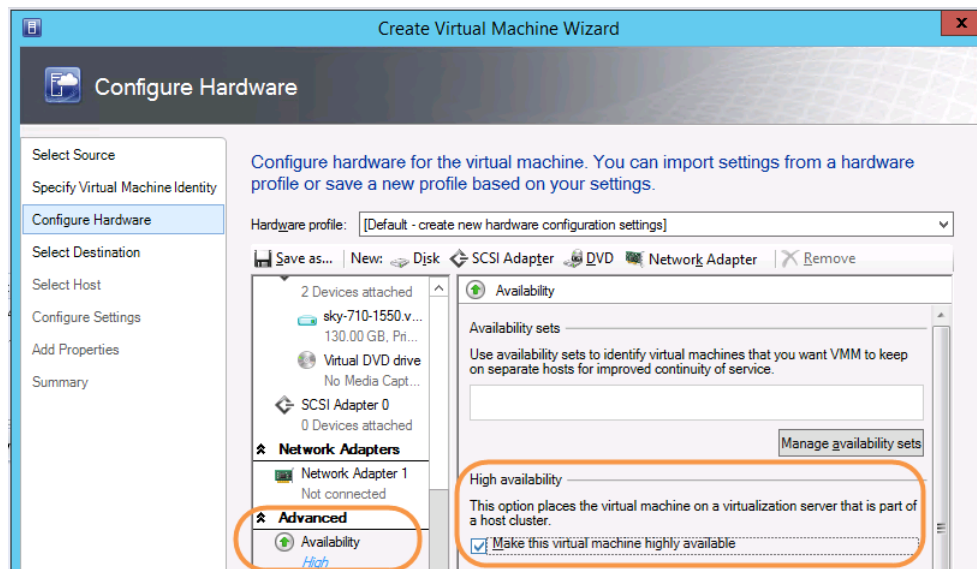 Create Virtual Machine Wizard
x
Configure Hardware
Select Source
Specify Virtual Machine Identity
Configure Hardware
Select Destination
Select Host
Configure Settings
Add Properties
Summary
Configure hardware for the virtual machine. You can import settings from a hardware
profile or save a new profile based on your settings.
Hardware profile: [Default - create new hardware configuration settings]
Save as... New: Disk SCSI Adapter DVD Network Adapter Remove
2 Devices attached
sky-710-1550.v...
130.00 GB, Pri...
Virtual DVD drive
No Media Capt...
SCSI Adapter 0
0 Devices attached
Network Adapters
Network Adapter 1
Not connected
Advanced
Availability
High
Availability
Availability sets
Use availability sets to identify virtual machines that you want VMM to keep
on separate hosts for improved continuity of service.
Manage availability sets
High availability
This option places the virtual machine on a virtualization server that is part of
a host cluster.
Make this virtual machine highly available